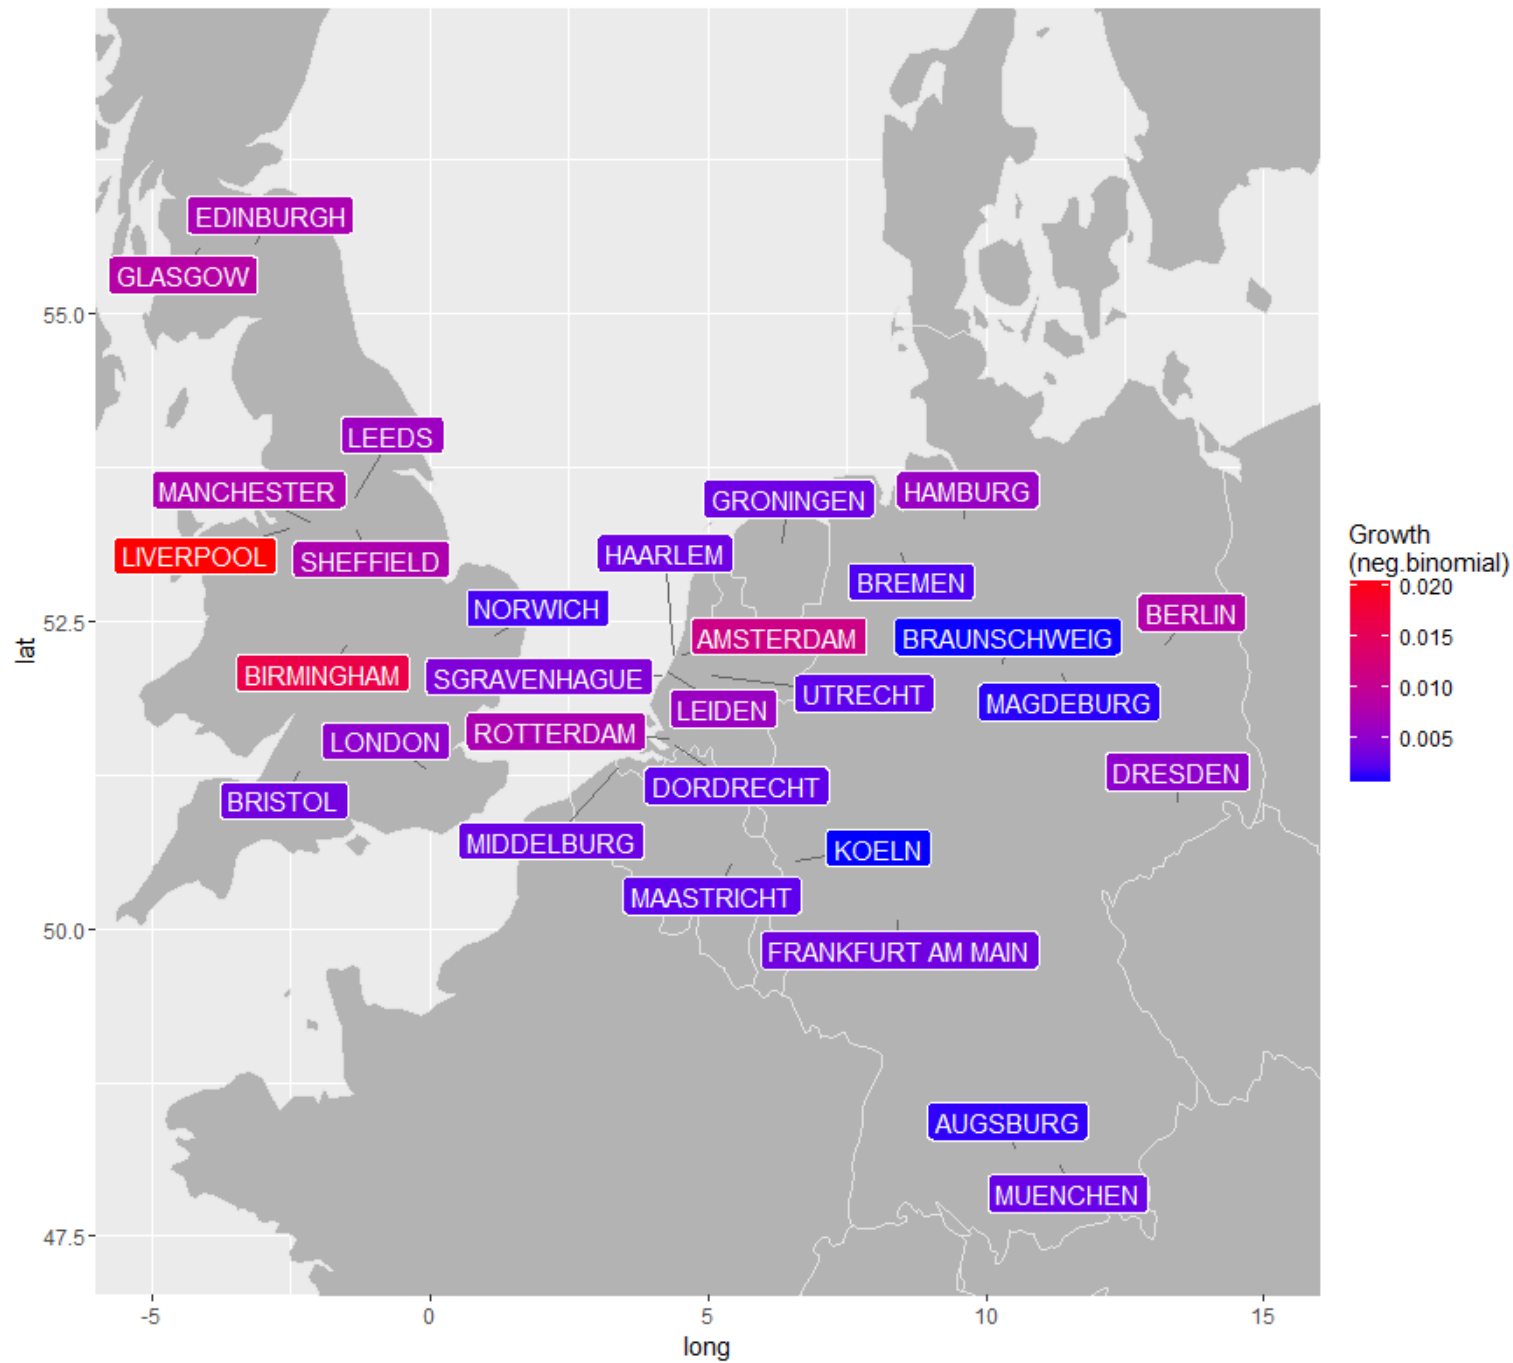 EDINBURGH
GLASGOW
55.0
LEEDS
MANCHESTER
GRONINGEN
HAMBURG
LIVERPOOL
SHEFFIELD
HAARLEM
BREMEN
NORWICH
52.5
BERLIN
AMSTERDAM
BRAUNSCHWEIG
lat
BIRMINGHAM
SGRAVENHAGUE
UTRECHT
MAGDEBURG
LEIDEN
ROTTERDAM
LONDON
DRESDEN
BRISTOL
DORDRECHT
MIDDELBURG
KOELN
MAASTRICHT
50.0
FRANKFURT AM MAIN
AUGSBURG
MUENCHEN
47.5
-5
0
5
10
15
long
Growth
(neg.binomial)
0.020
0.015
0.010
0.005